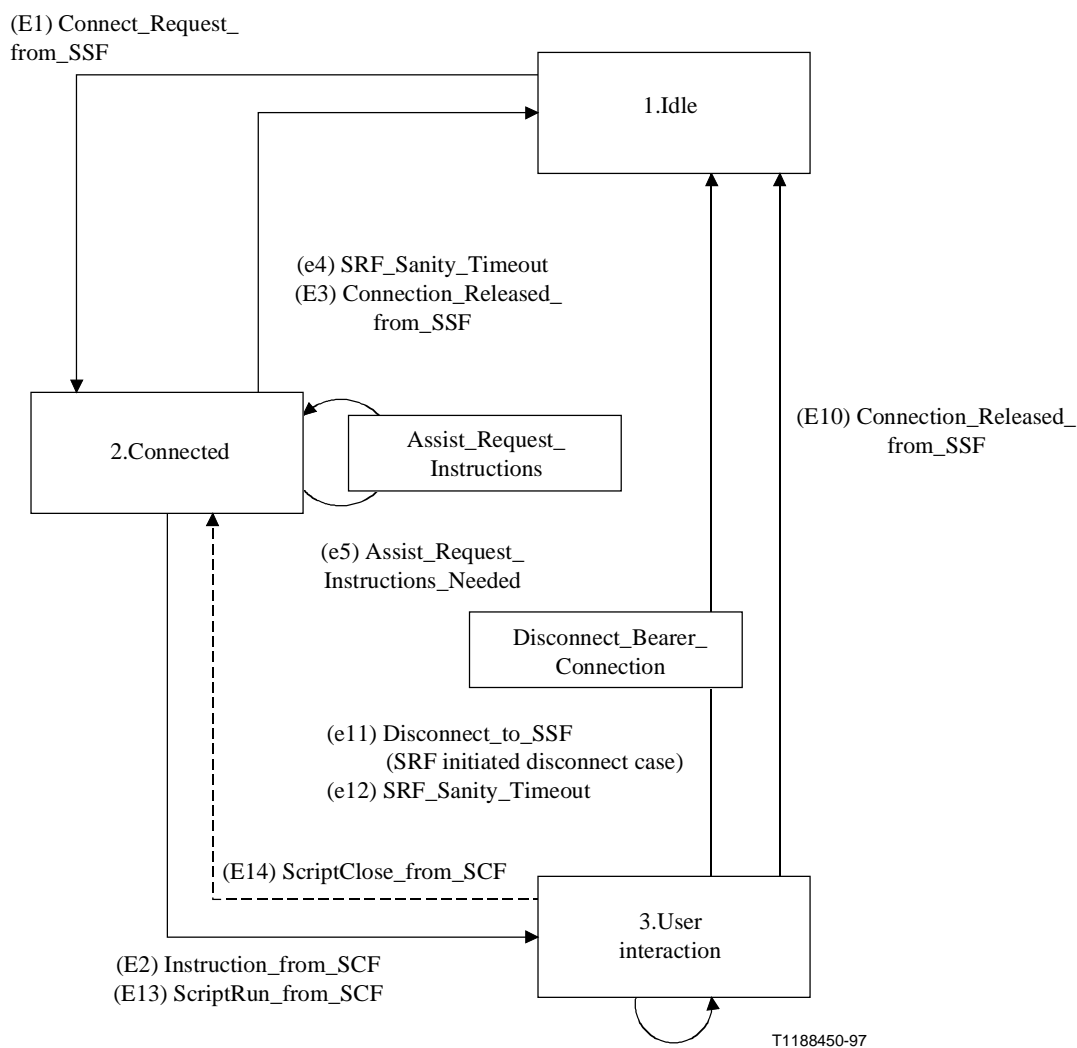 (E1) Connect_Request_
from_SSF
1.Idle
(e4) SRF_Sanity_Timeout
(E3) Connection_Released_
from_SSF
2.Connected
Assist_Request_
Instructions
(E10) Connection_Released_
from_SSF
(e5) Assist_Request_
Instructions_Needed
Disconnect_Bearer_
Connection
(e11) Disconnect_to_SSF
(SRF initiated disconnect case)
(e12) SRF_Sanity_Timeout
(E14) ScriptClose_from_SCF
3.User
interaction
(E2) Instruction_from_SCF
(E13) ScriptRun_from_SCF
T1188450-97